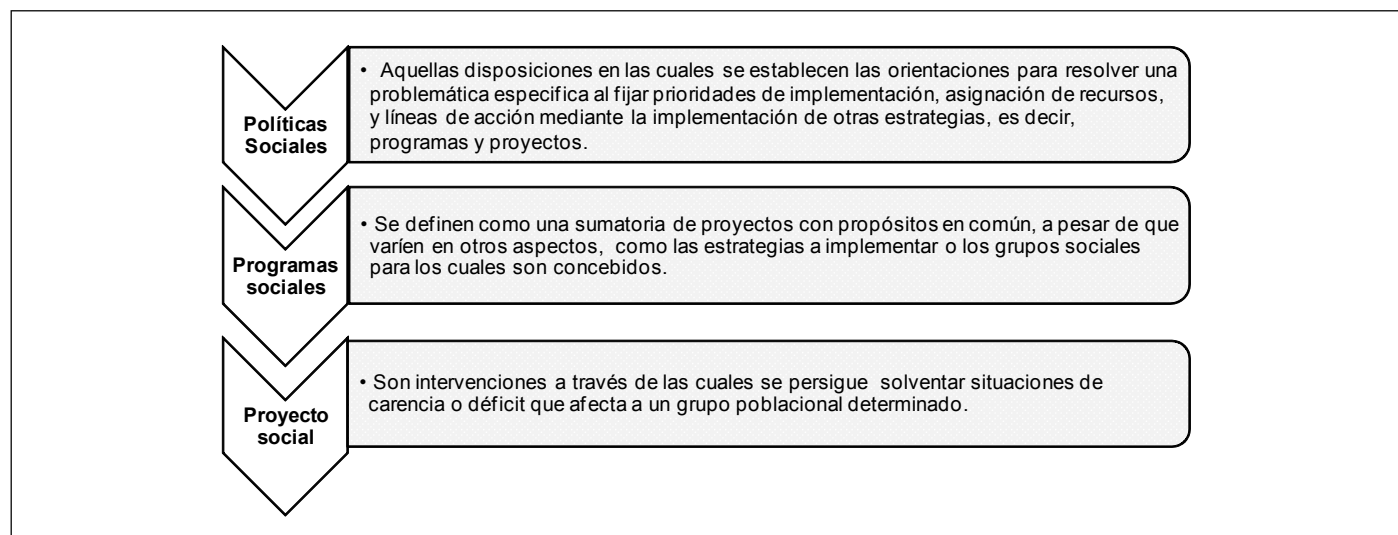 Políticas
Sociales
• Aquellas disposiciones en las cuales se establecen las orientaciones para resolver una
problemática especifica al fijar prioridades de implementación, asignación de recursos,
y líneas de acción mediante la implementación de otras estrategias, es decir,
programas y proyectos.
Programas
sociales
• Se definen como una sumatoria de proyectos con propósitos en común, a pesar de que
varíen en otros aspectos, como las estrategias a implementar o los grupos sociales
para los cuales son concebidos.
Proyecto
social
• Son intervenciones a través de las cuales se persigue solventar situaciones de
carencia o déficit que afecta a un grupo poblacional determinado.